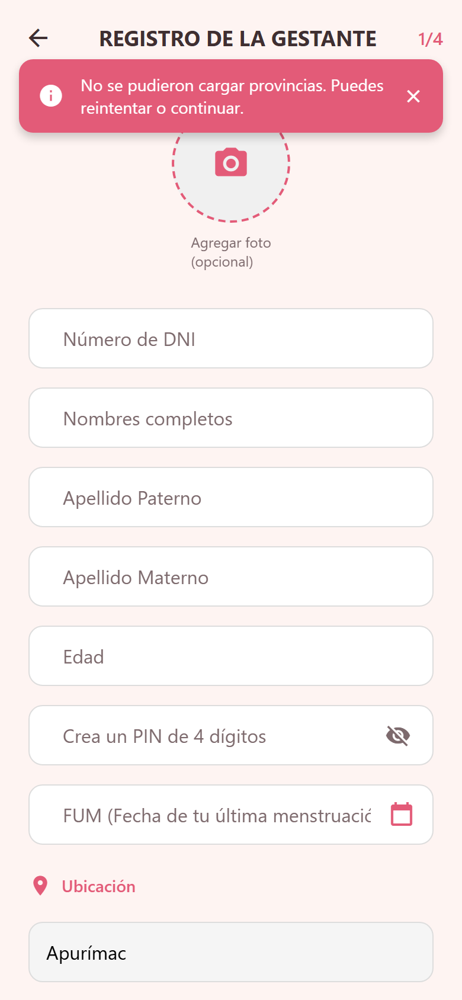 REGISTRO DE LA GESTANTE
1/4
No se pudieron cargar provincias. Puedes
reintentar o continuar.
Agregar foto
(opcional)
Número de DNI
Nombres completos
Apellido Paterno
Apellido Materno
Edad
Crea un PIN de 4 dígitos
FUM (Fecha de tu última menstruació
Ubicación
Apurímac